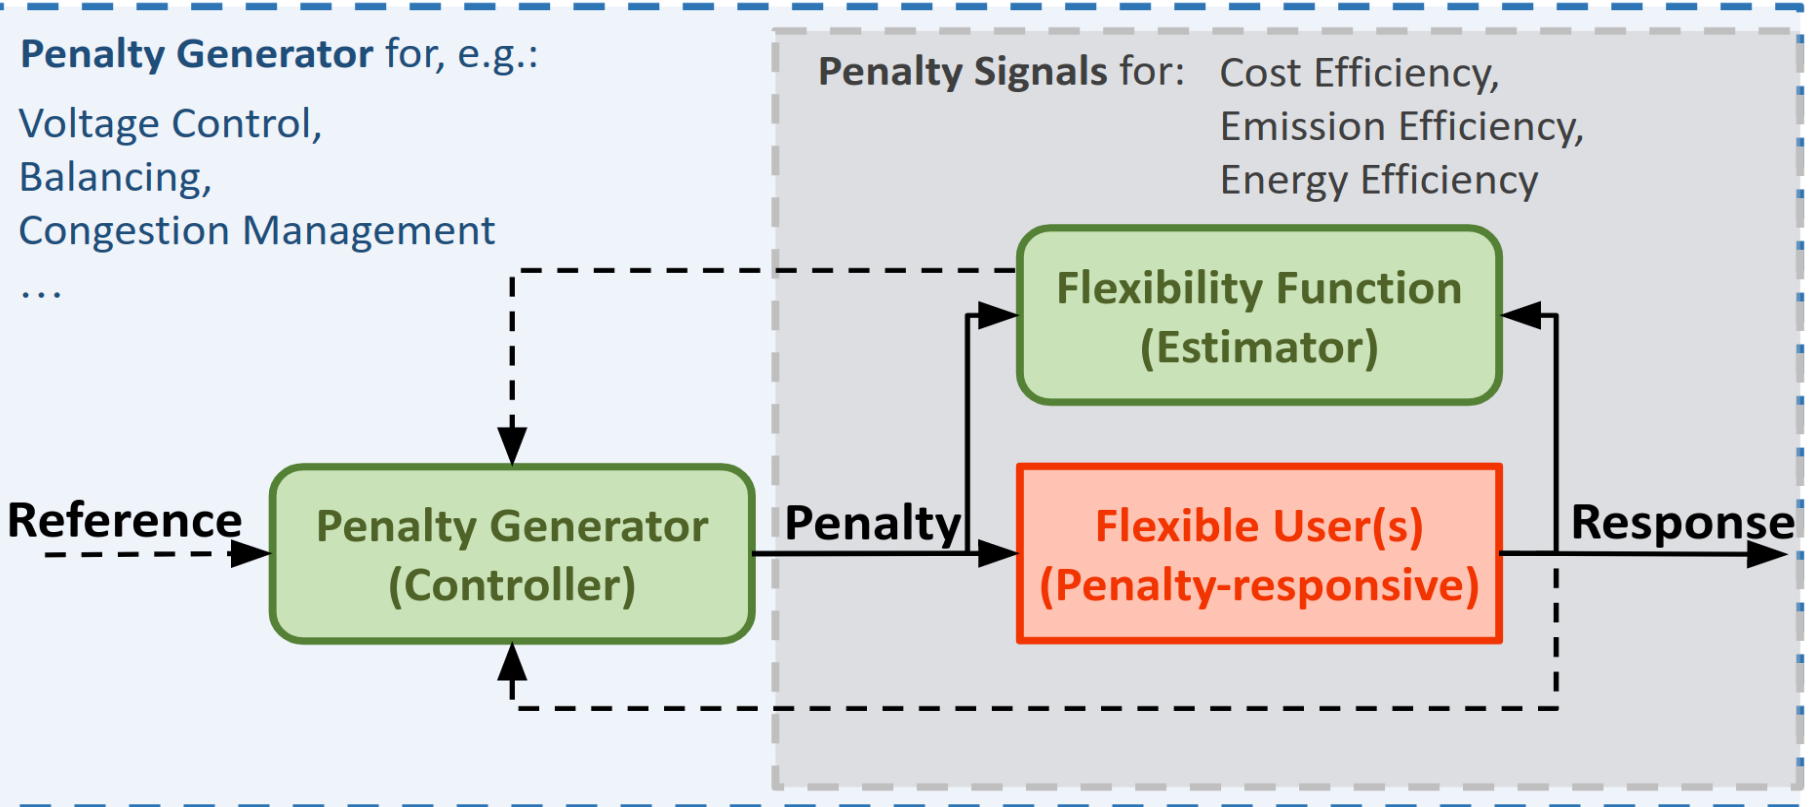 Penalty Generator for, e.g.:
Voltage Control,
Balancing,
Congestion Management
...
Penalty Signals for: Cost Efficiency,
Emission Efficiency,
Energy Efficiency
Flexibility Function
(Estimator)
Reference
Penalty Generator
(Controller)
Penalty
Flexible User(s)
(Penalty-responsive)
Response